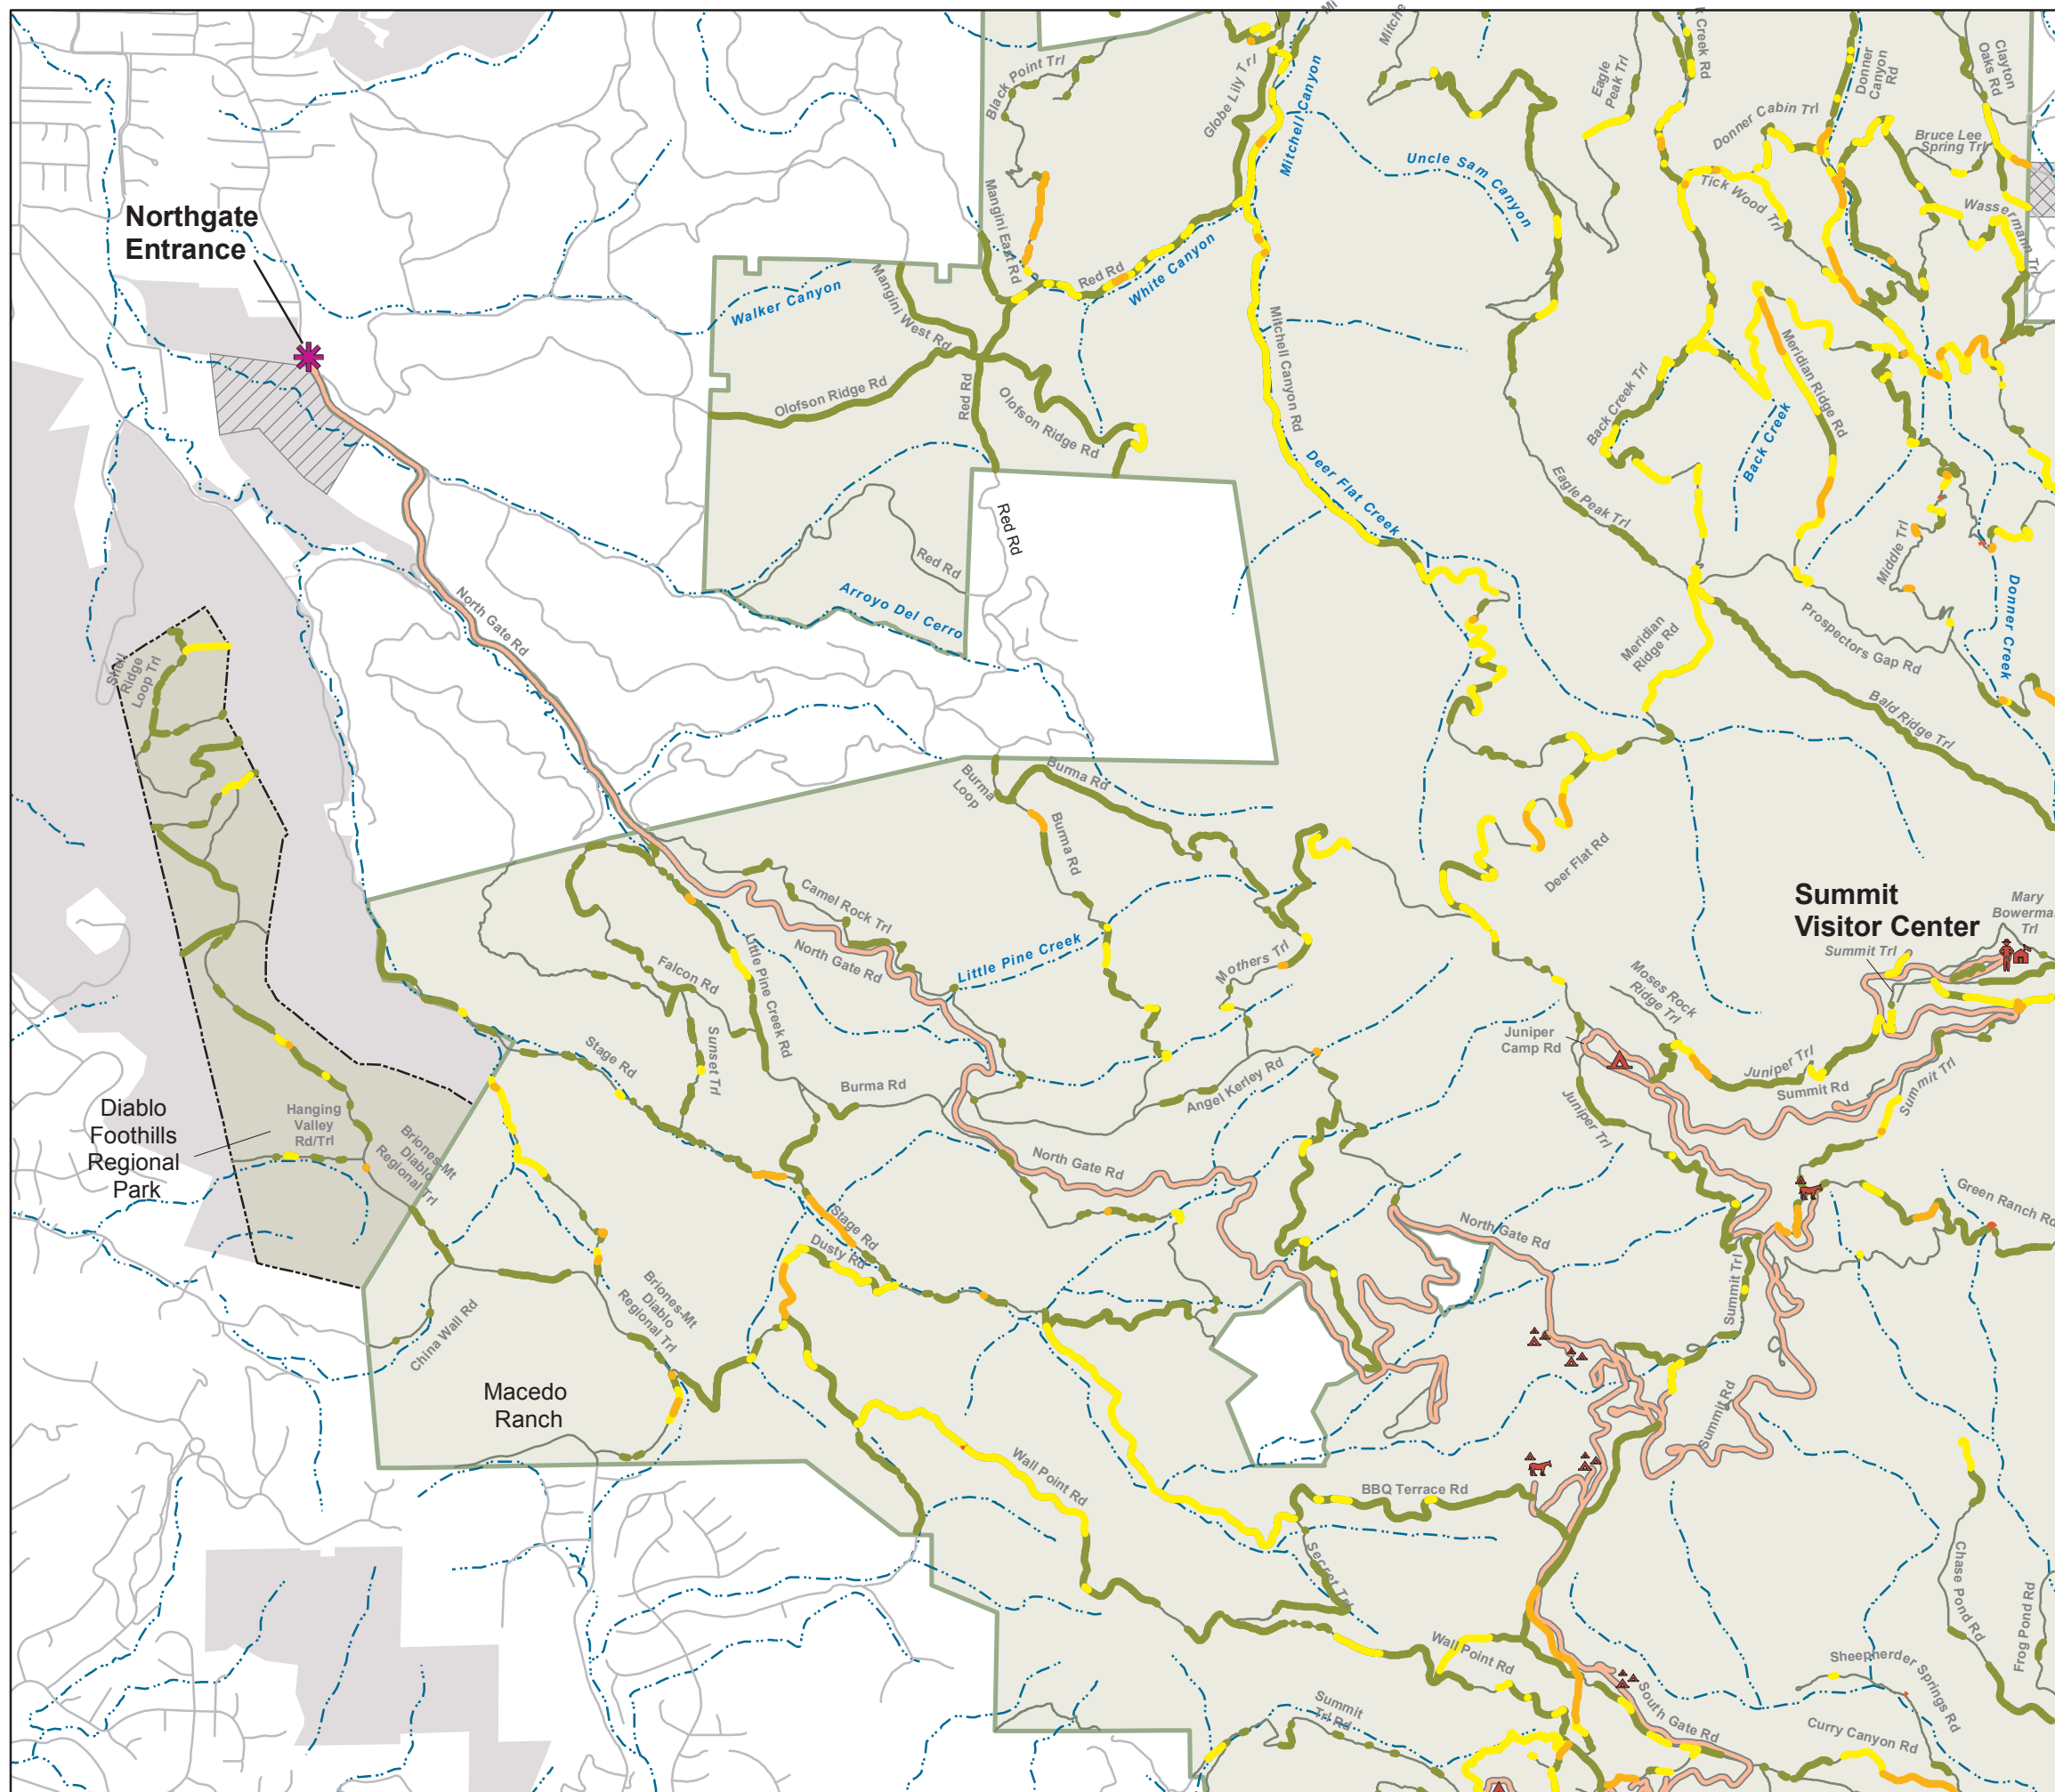 Mitche
k Creek Rd
Black Point Trl
Globe Lily Trl
Mitchell Canyon
Eagle
Peak Trl
Donner
Canyon
Rd
Clayton
Oaks Rd
Donner Cabin Trl
Bruce Lee
Spring Trl
Uncle Sam Canyon
Tick Wood Trl
Wassermann Trl
Northgate
Entrance
Mangini East Rd
Red Rd
White Canyon
Walker Canyon
Mangini West Rd
Mitchell Canyon Rd
Meridian Ridge Rd
Olofson Ridge Rd
Red Rd
Olofson Ridge Rd
Back Creek Trl
Back Creek
Deer Flat Creek
Eagle Peak Trl
Red Rd
Red Rd
Middle Trl
Arroyo Del Cerro
North Gate Rd
Donner Creek
Meridian
Ridge Rd
Prospectors Gap Rd
Shell
Ridge
Loop Trl
Bald Ridge Trl
Burma
Loop
Burma Rd
Burma Rd
Deer Flat Rd
Camel Rock Trl
Summit
Visitor Center
Mary
Bowerma
Trl
Summit Trl
North Gate Rd
Little Pine Creek
Mothers Trl
Falcon Rd
Little Pine Creek Rd
Moses Rock
Ridge Trl
Sunset Trl
Stage Rd
Juniper
Camp Rd
Juniper Trl
Summit Rd
Summit Trl
Burma Rd
Angel Kerley Rd
Juniper Trl
Diablo
Foothills
Regional
Park
Hanging
Valley
Rd/Trl
Briones-Mt
Diablo
Regional Trl
North Gate Rd
Green Ranch Rd
Stage Rd
North Gate Rd
Dusty Rd
Summit Trl
Briones-Mt
Diablo
Regional Trl
China Wall Rd
Macedo
Ranch
Summit Rd
Wall Point Rd
BBQ Terrace Rd
Secret Trl
Chase Pond Rd
Frog Pond Rd
Wall Point Rd
Sheepherder Springs Rd
Summit
Trl Rd
South Gate Rd
Curry Canyon Rd